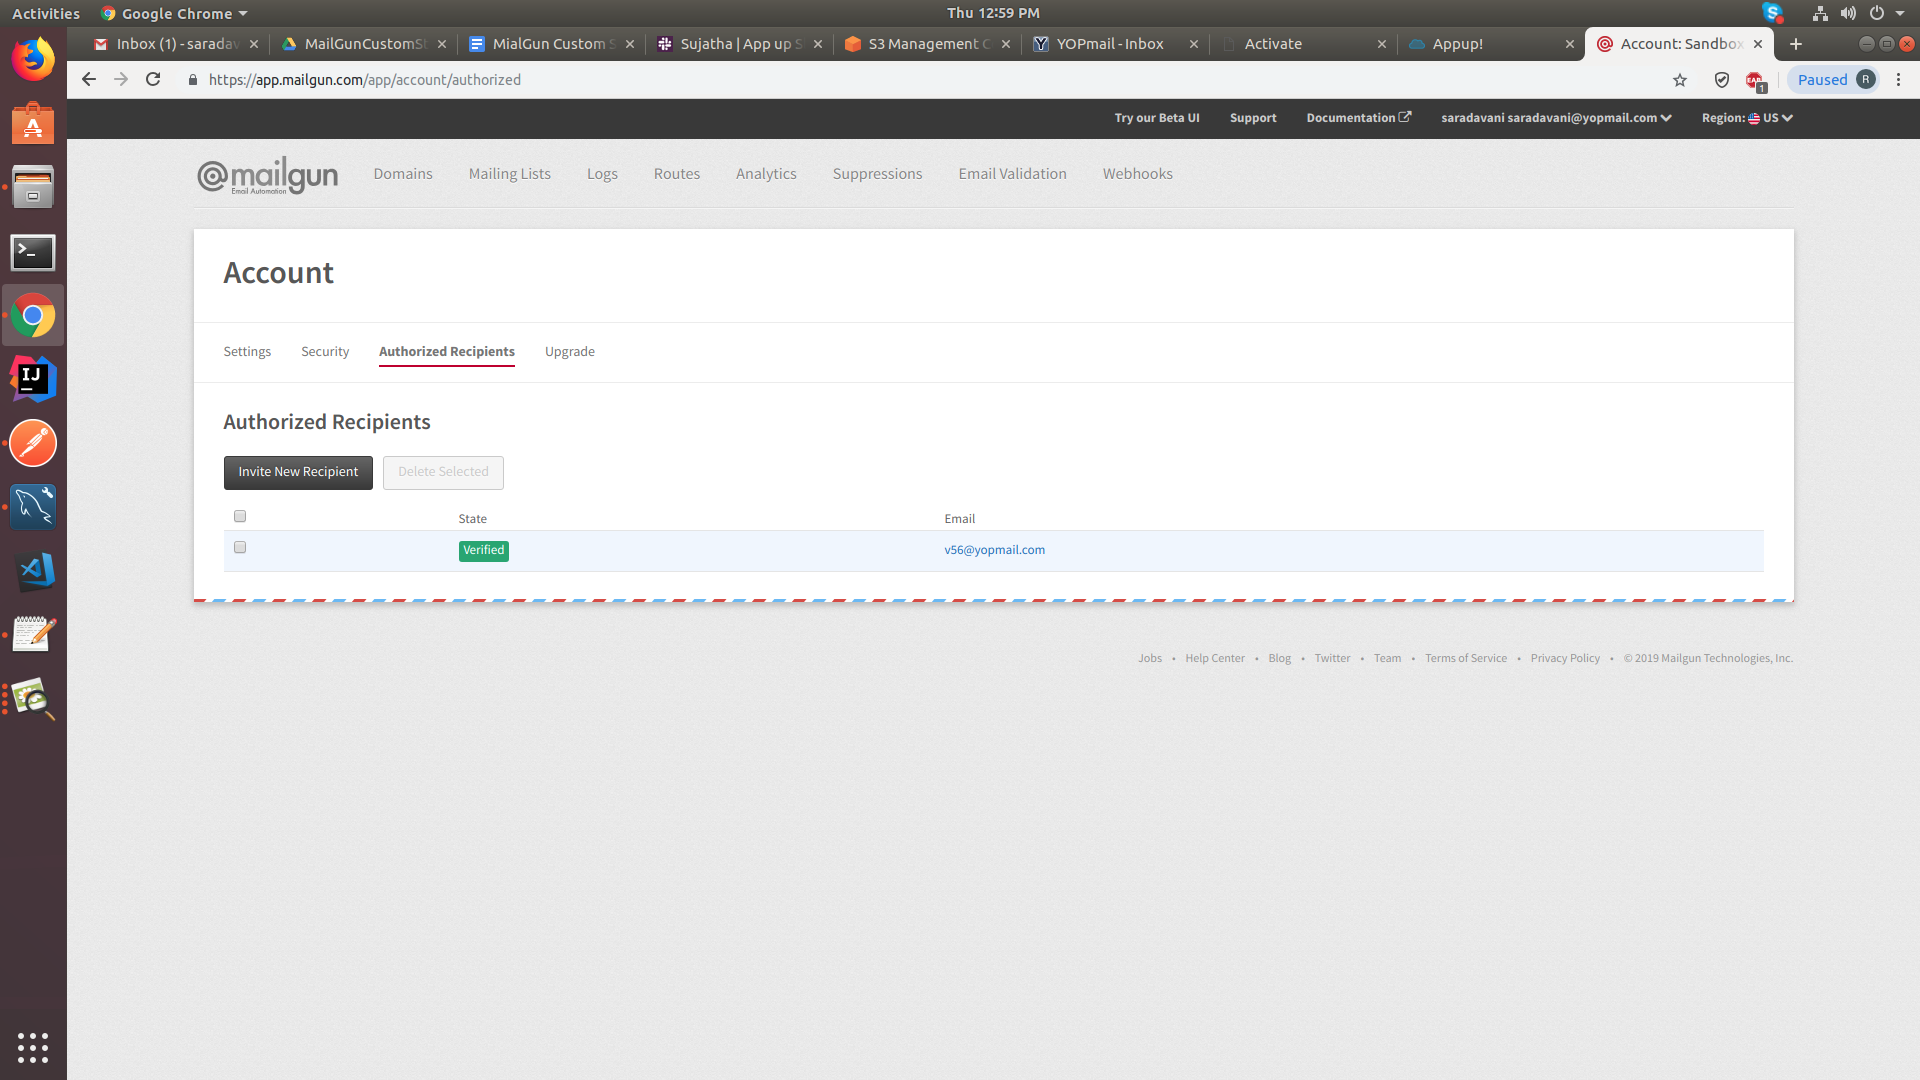 Activities Google Chrome Thu 12:59 PM
Inbox (1) - saradav MailGunCustomSt MialGun Custom S Sujatha | App up S S3 Management C YOPmail - Inbox Activate Appup! Account: Sandbox
https://app.mailgun.com/app/account/authorized Paused R
1
Try our Beta UI Support Documentation saradavani saradavani@yopmail.com Region: US
@mailgun Domains Mailing Lists Logs Routes Analytics Suppressions Email Validation Webhooks
Email Automation
Account
Settings Security Authorized Recipients Upgrade
Authorized Recipients
Invite New Recipient Delete Selected
State Email
Verified v56@yopmail.com
Jobs • Help Center • Blog • Twitter • Team • Terms of Service • Privacy Policy • © 2019 Mailgun Technologies, Inc.
IJ